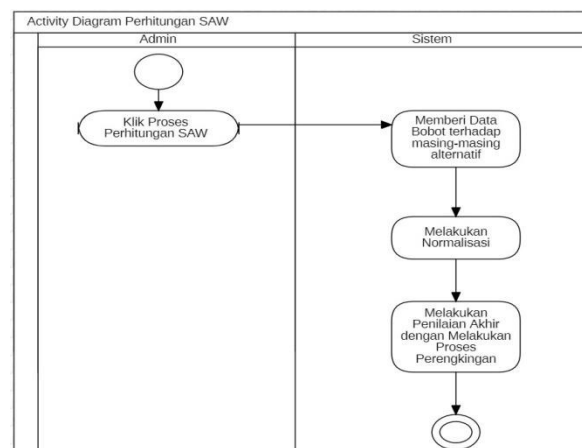 Activity Diagram Perhitungan SAW
Admin
Sistem
Klik Proses
Perhitungan SAW
Memberi Data
Bobot terhadap
masing-masing
alternatif
Melakukan
Normalisasi
Melakukan
Penilaian Akhir
dengan Melakukan
Proses
Perengkingan